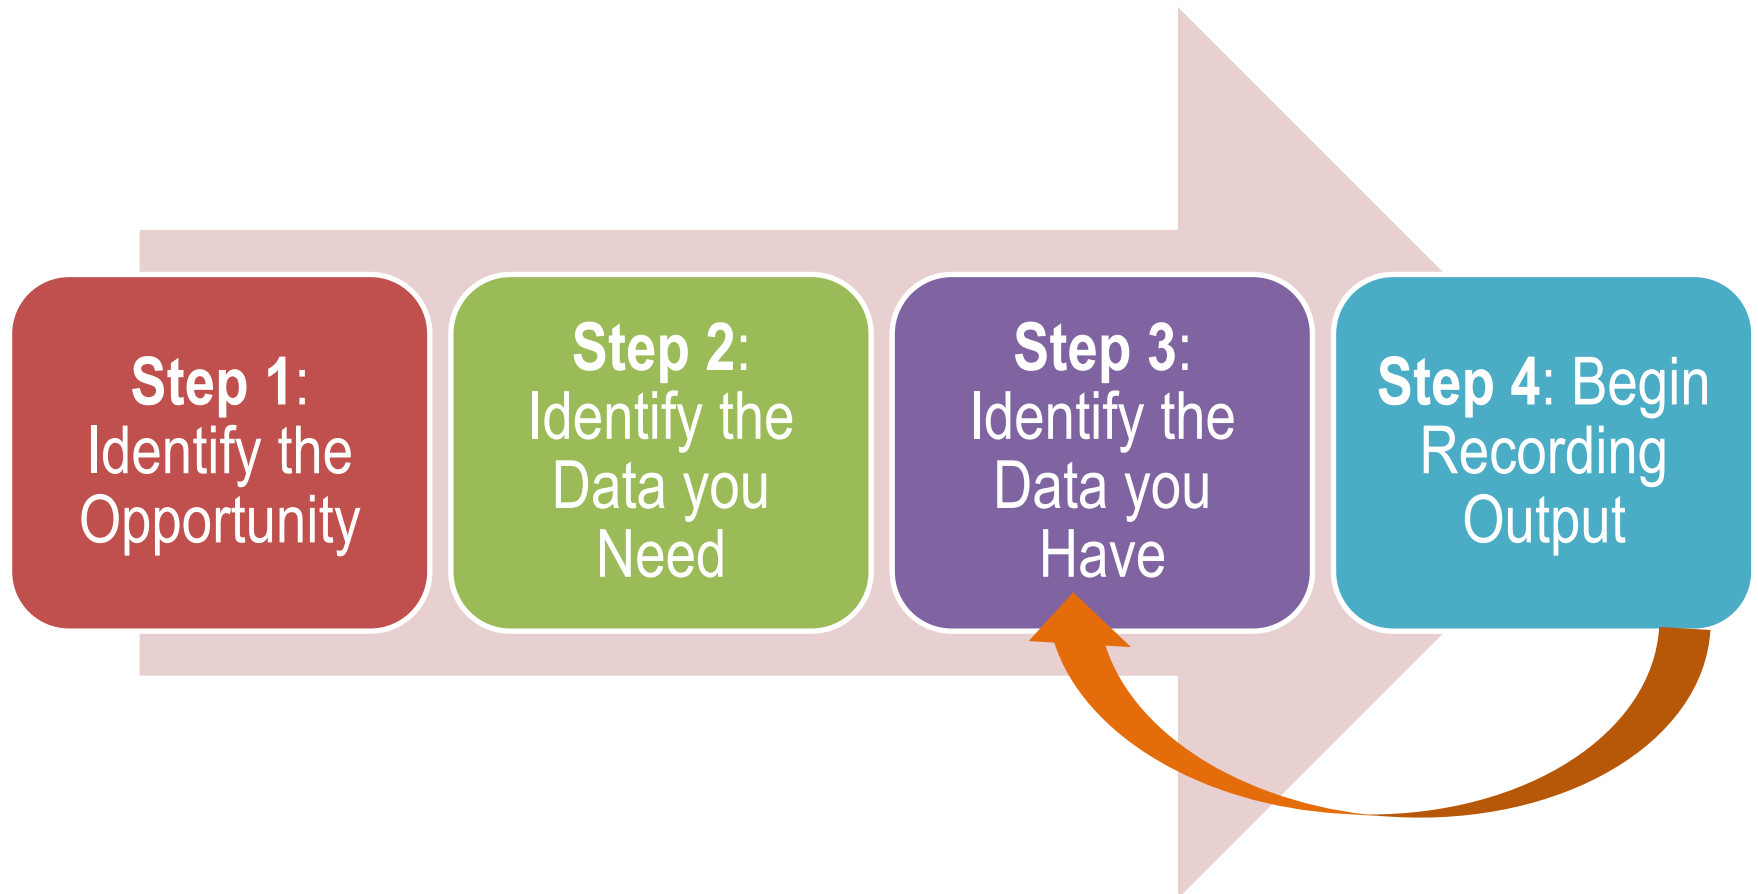 Step 1:
Identify the
Opportunity
Step 2:
Identify the
Data you
Need
Step 3:
Identify the
Data you
Have
Step 4: Begin
Recording
Output